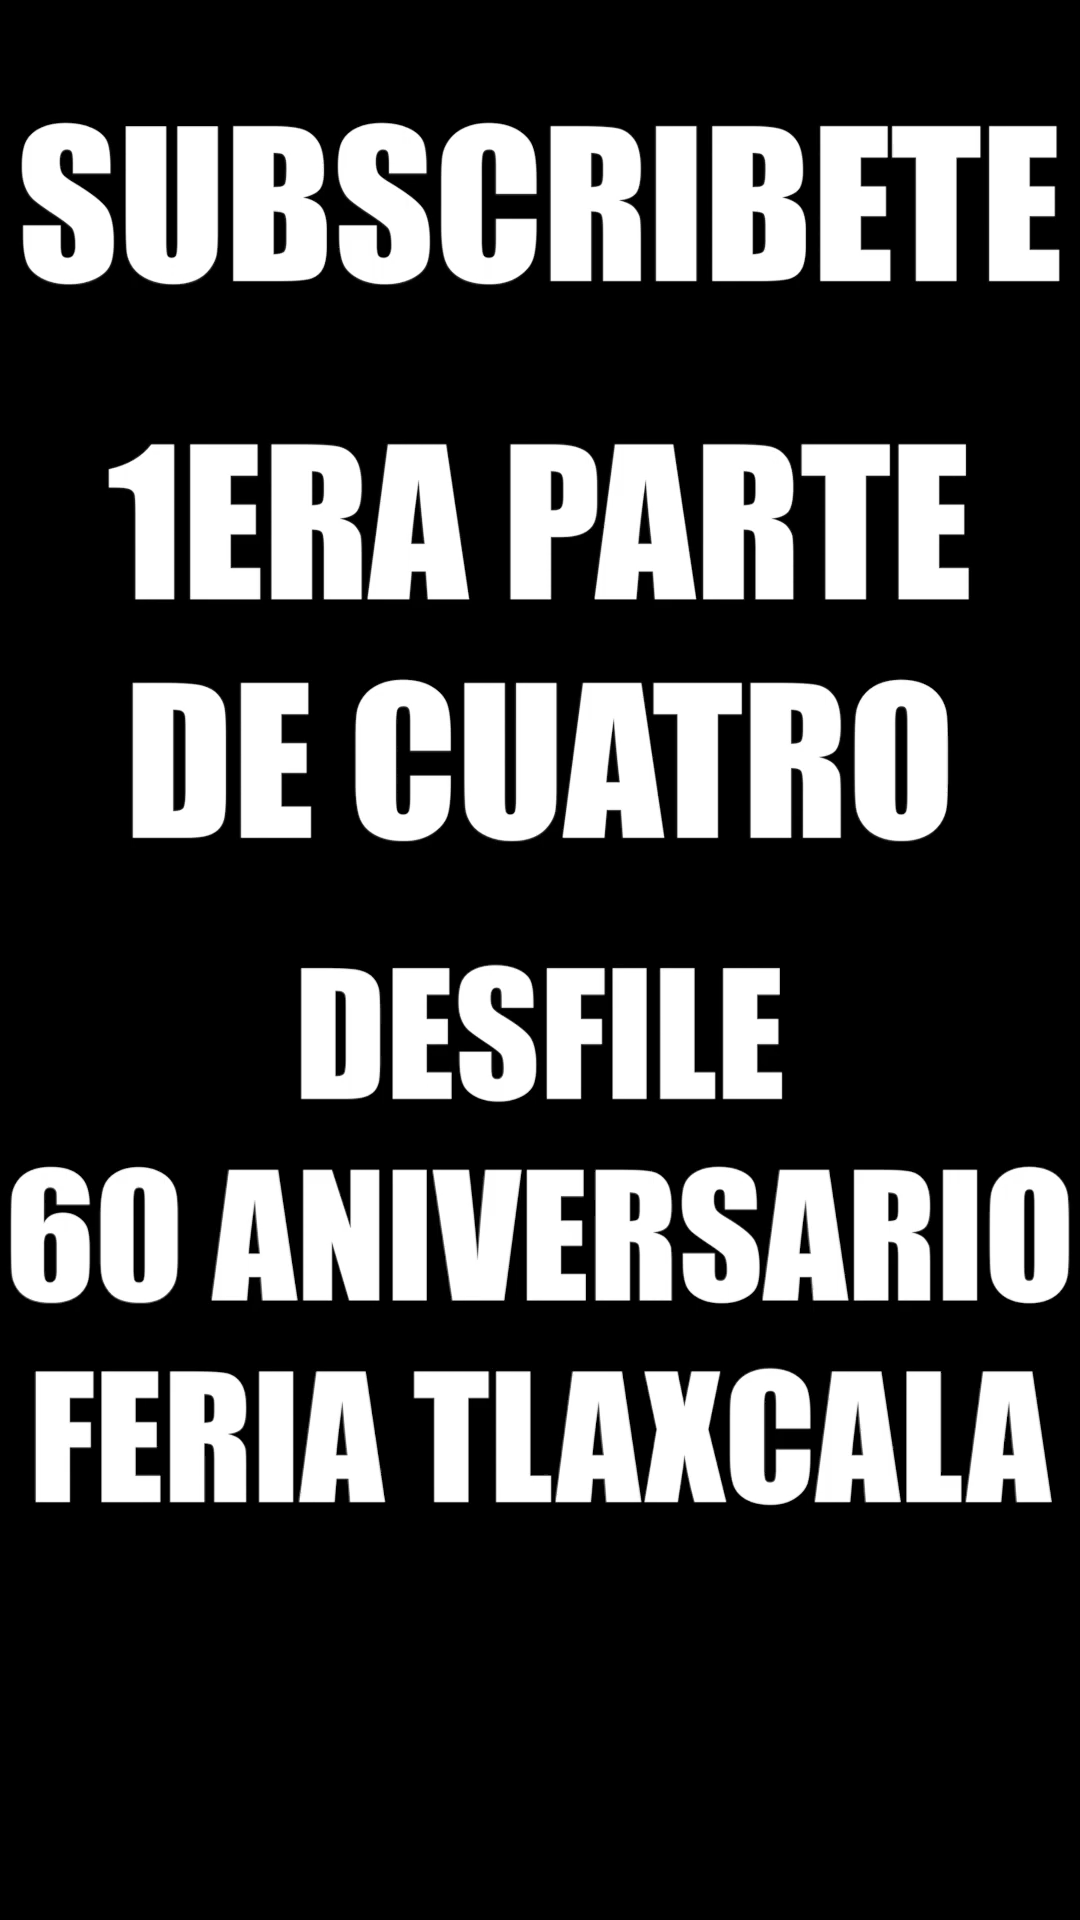 SUBSCRIBETE
1ERA PARTE
DE CUATRO
DESFILE
60 ANIVERSARIO
FERIA TLAXCALA